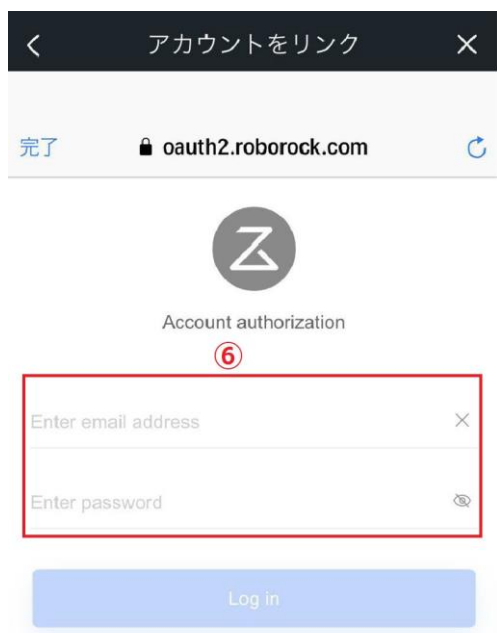 アカウントをリンク
完了 oauth2.roborock.com
Account authorization
⑥
Enter email address
Enter password
Log in